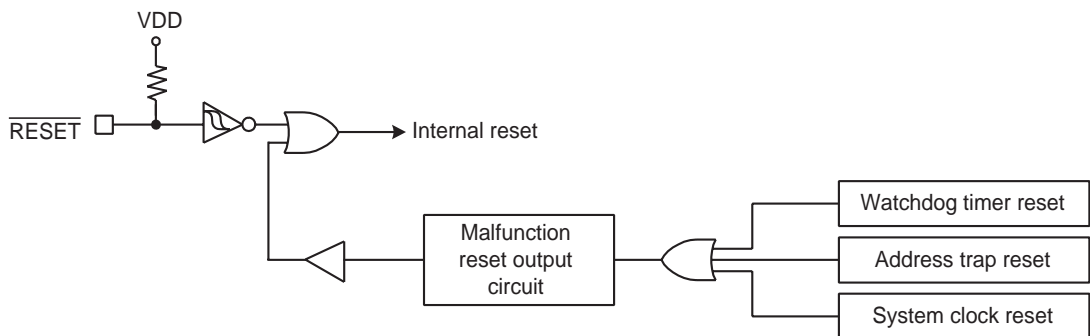 VDD
RESET
Internal reset
Watchdog timer reset
Malfunction
reset output
circuit
Address trap reset
System clock reset